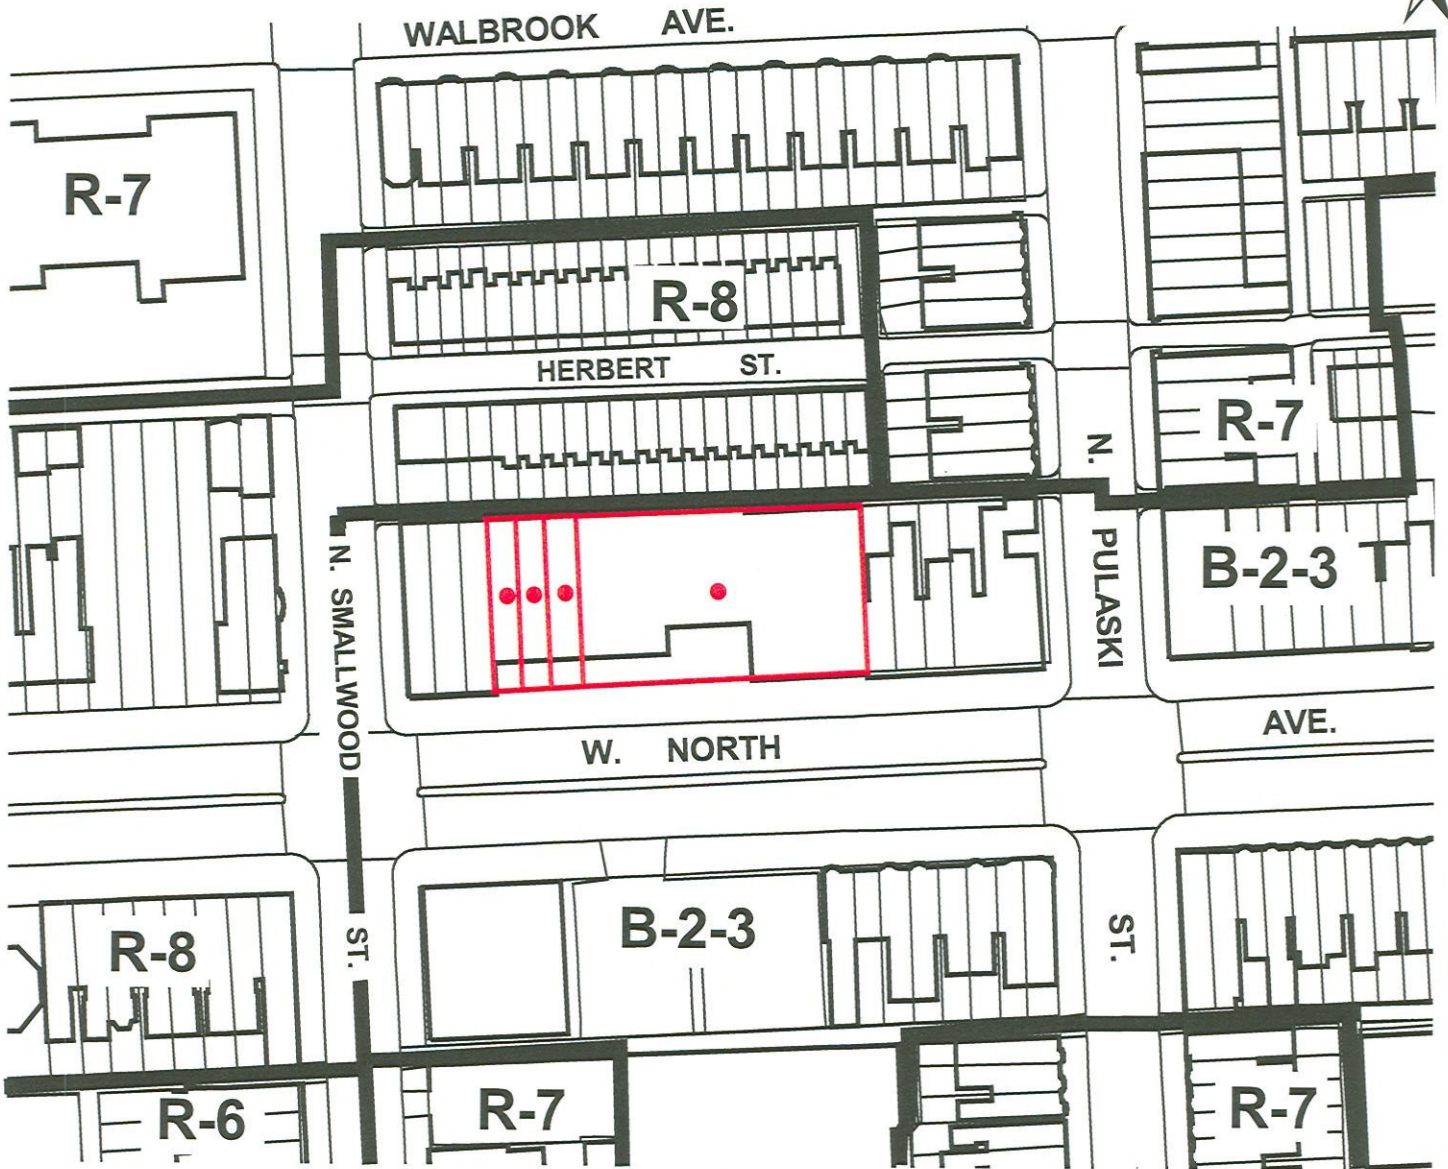 WALBROOK AVE.
R-7
R-8
HERBERT ST.
R-7
N. PULASKI ST.
N. SMALLWOOD ST.
B-2-3
W. NORTH AVE.
R-8
B-2-3
R-6
R-7
R-7